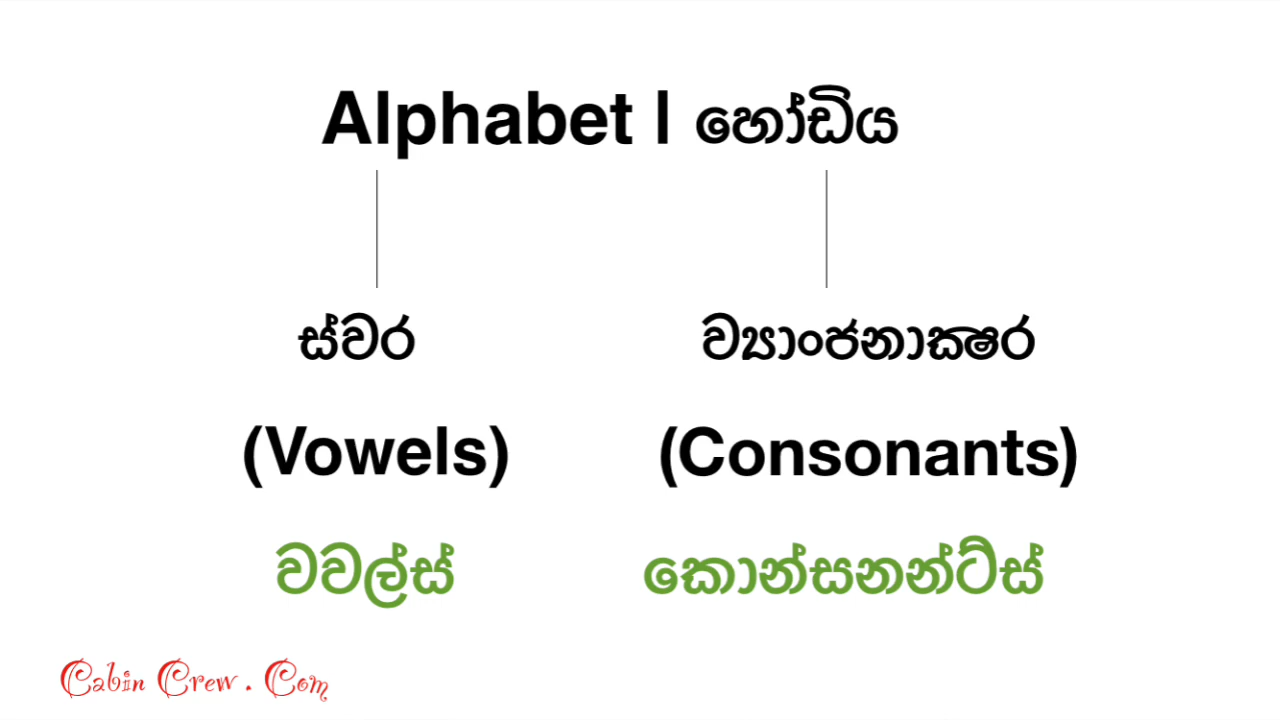 Alphabet | හෝඩිය
ස්වර ව්‍යාංජනාක්‍ෂර
(Vowels) (Consonants)
වවල්ස් කොන්සනන්ට්ස්
Cabin Crew . Com